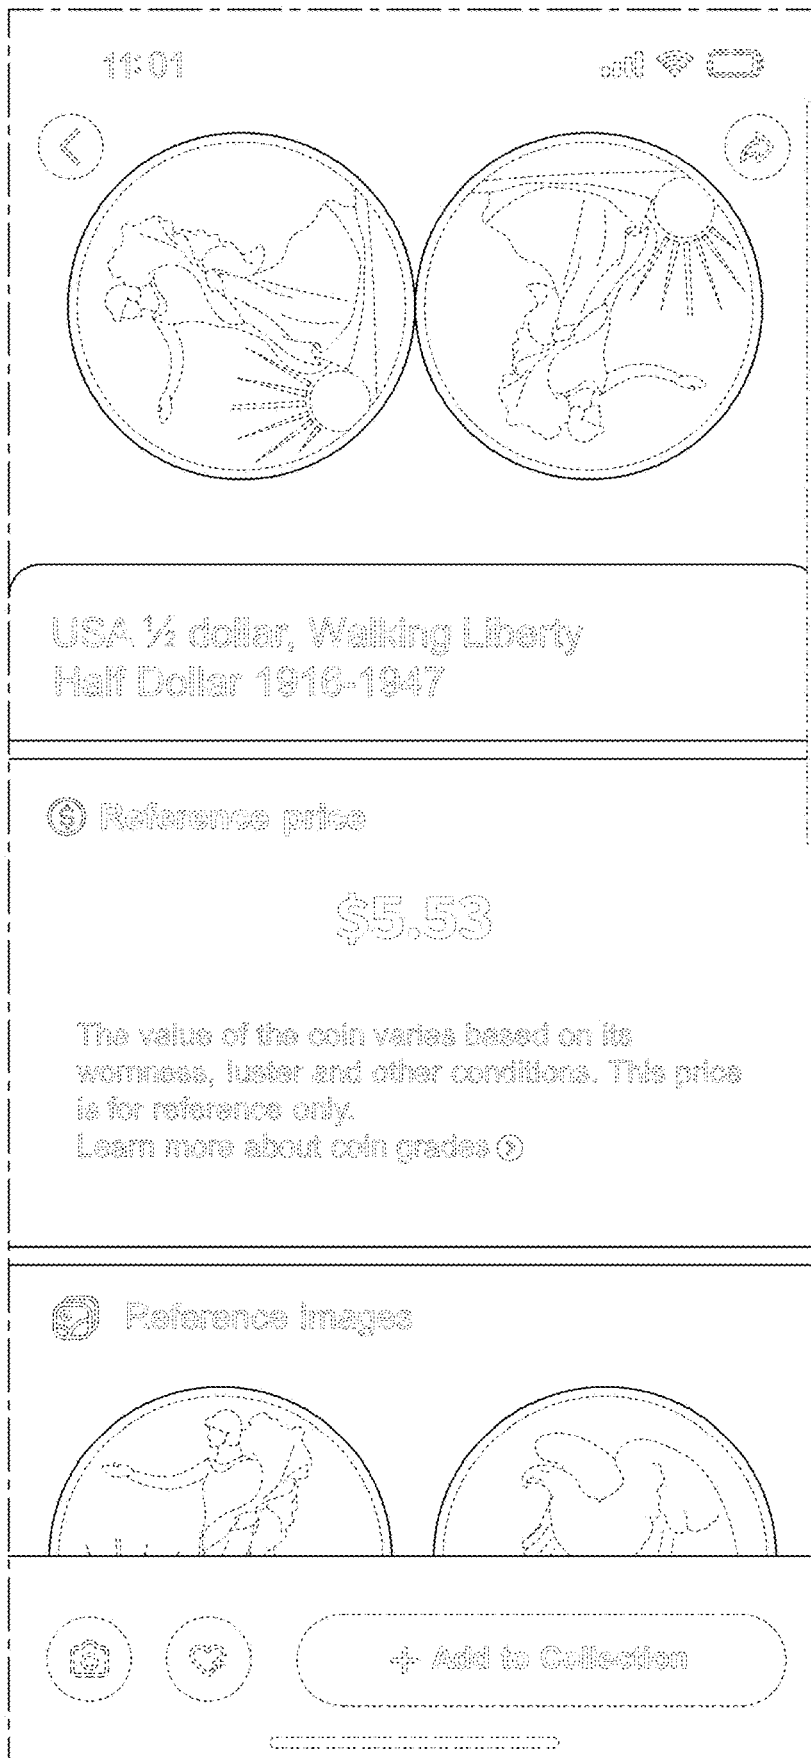 11:01
USA ½ dollar, Walking Liberty
Half Dollar 1916-1947
Reference price
$5.53
The value of the coin varies based on its
wornness, luster and other conditions. This price
is for reference only.
Learn more about coin grades
Reference Images
Add to Collection